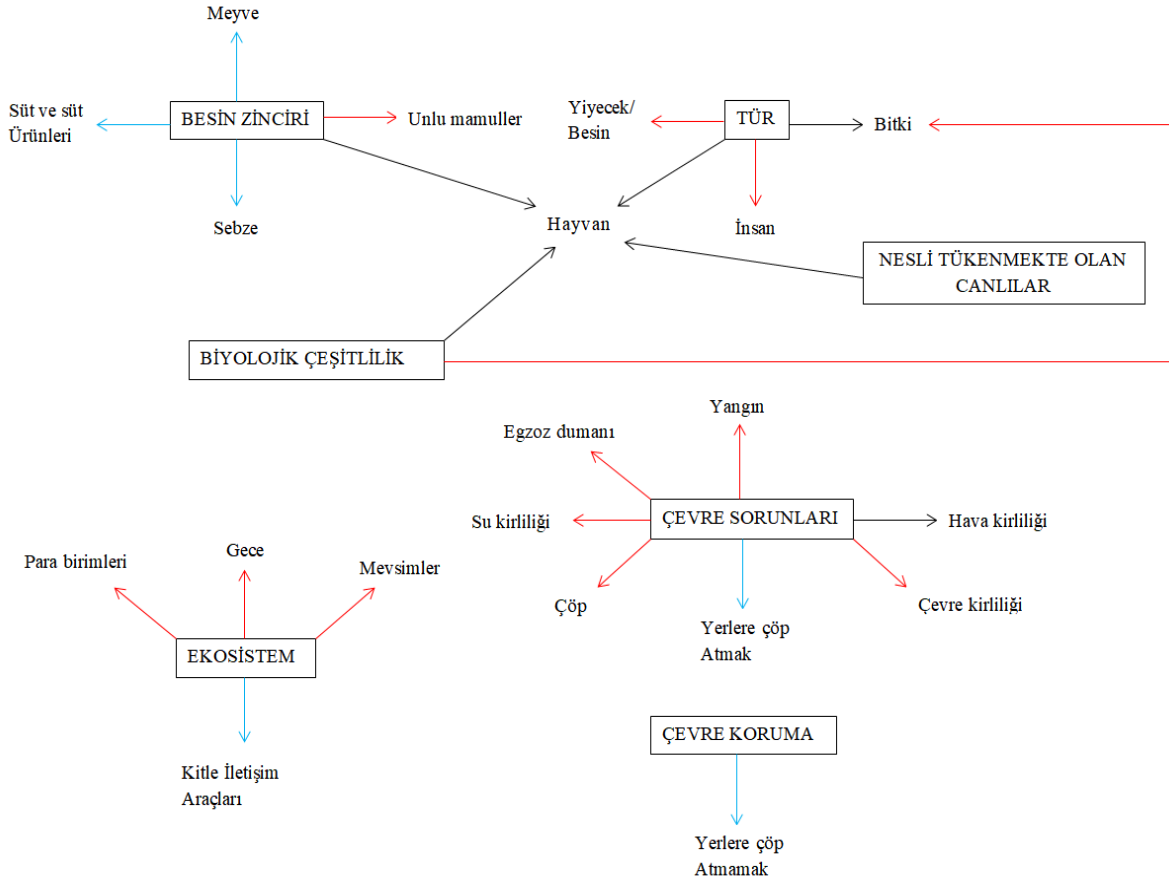 Meyve
Süt ve süt
Ürünleri
BESİN ZİNCİRİ
Unlu mamuller
Yiyecek/
Besin
TÜR
Bitki
Sebze
Hayvan
İnsan
NESLİ TÜKENMEKTE OLAN
CANLILAR
BİYOLOJİK ÇEŞİTLİLİK
Yangın
Egzoz dumanı
Su kirliliği
ÇEVRE SORUNLARI
Hava kirliliği
Çöp
Çevre kirliliği
Yerlere çöp
Atmak
Para birimleri
Gece
Mevsimler
EKOSİSTEM
Kitle İletişim
Araçları
ÇEVRE KORUMA
Yerlere çöp
Atmamak